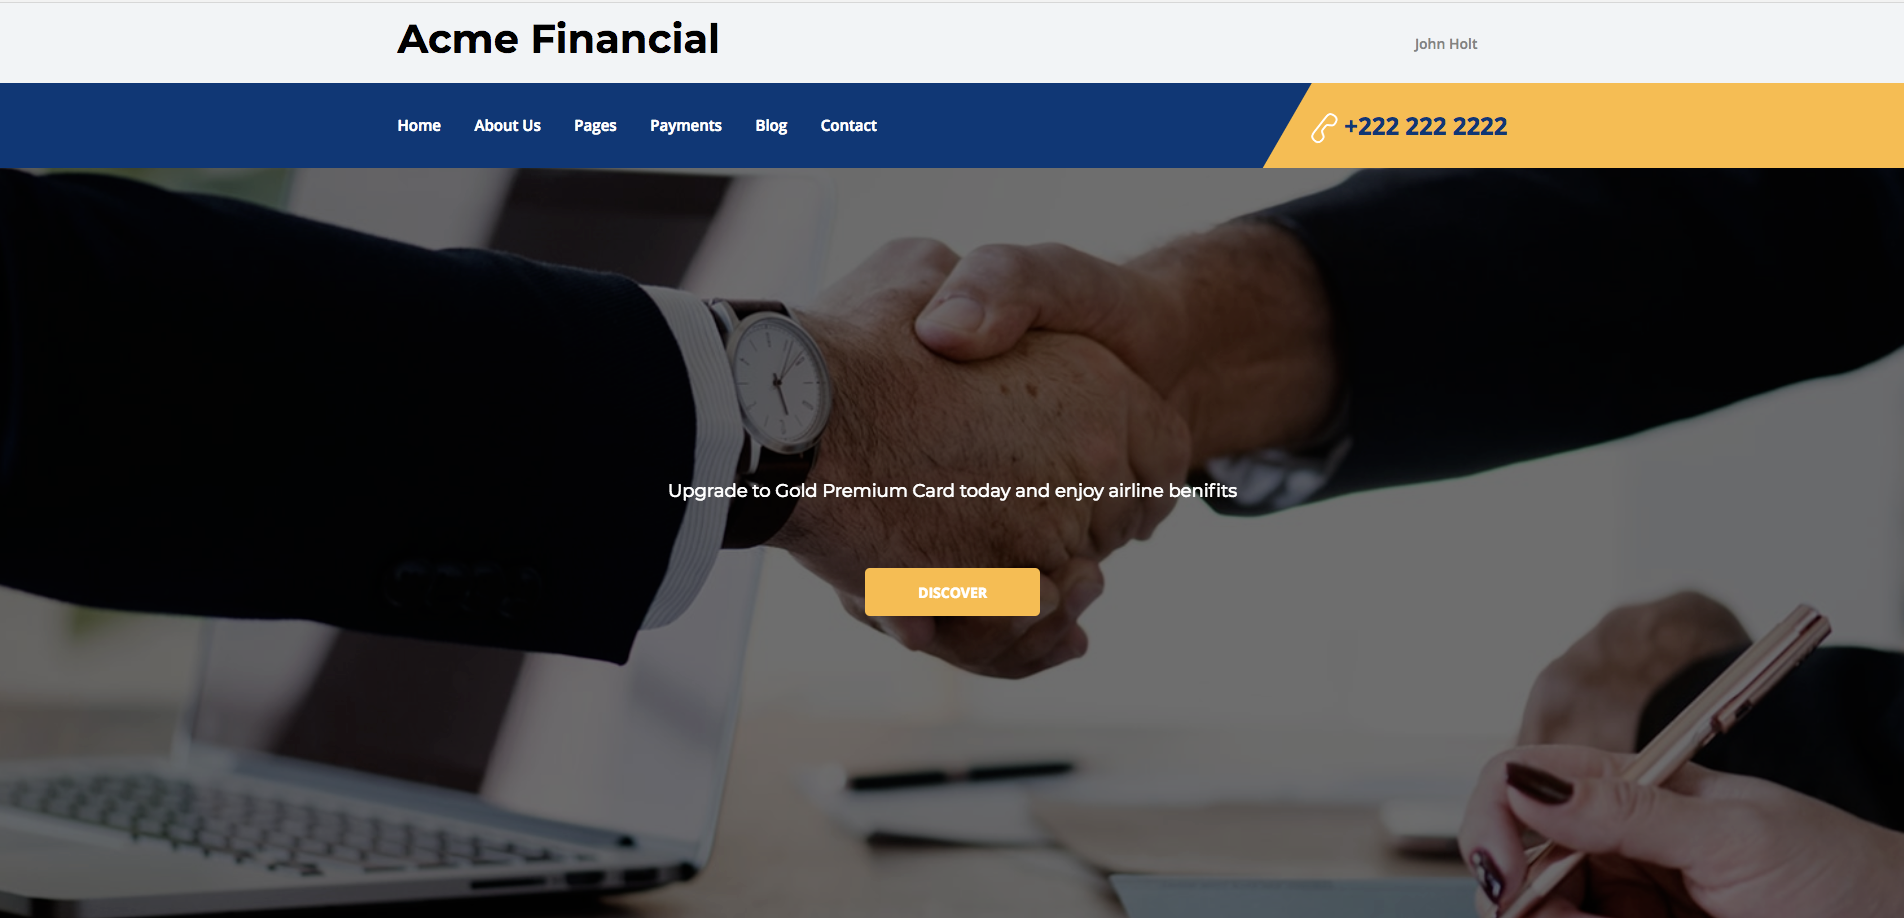 Acme Financial
John Holt
Home About Us Pages Payments Blog Contact
+222 222 2222
Upgrade to Gold Premium Card today and enjoy airline benifits
DISCOVER